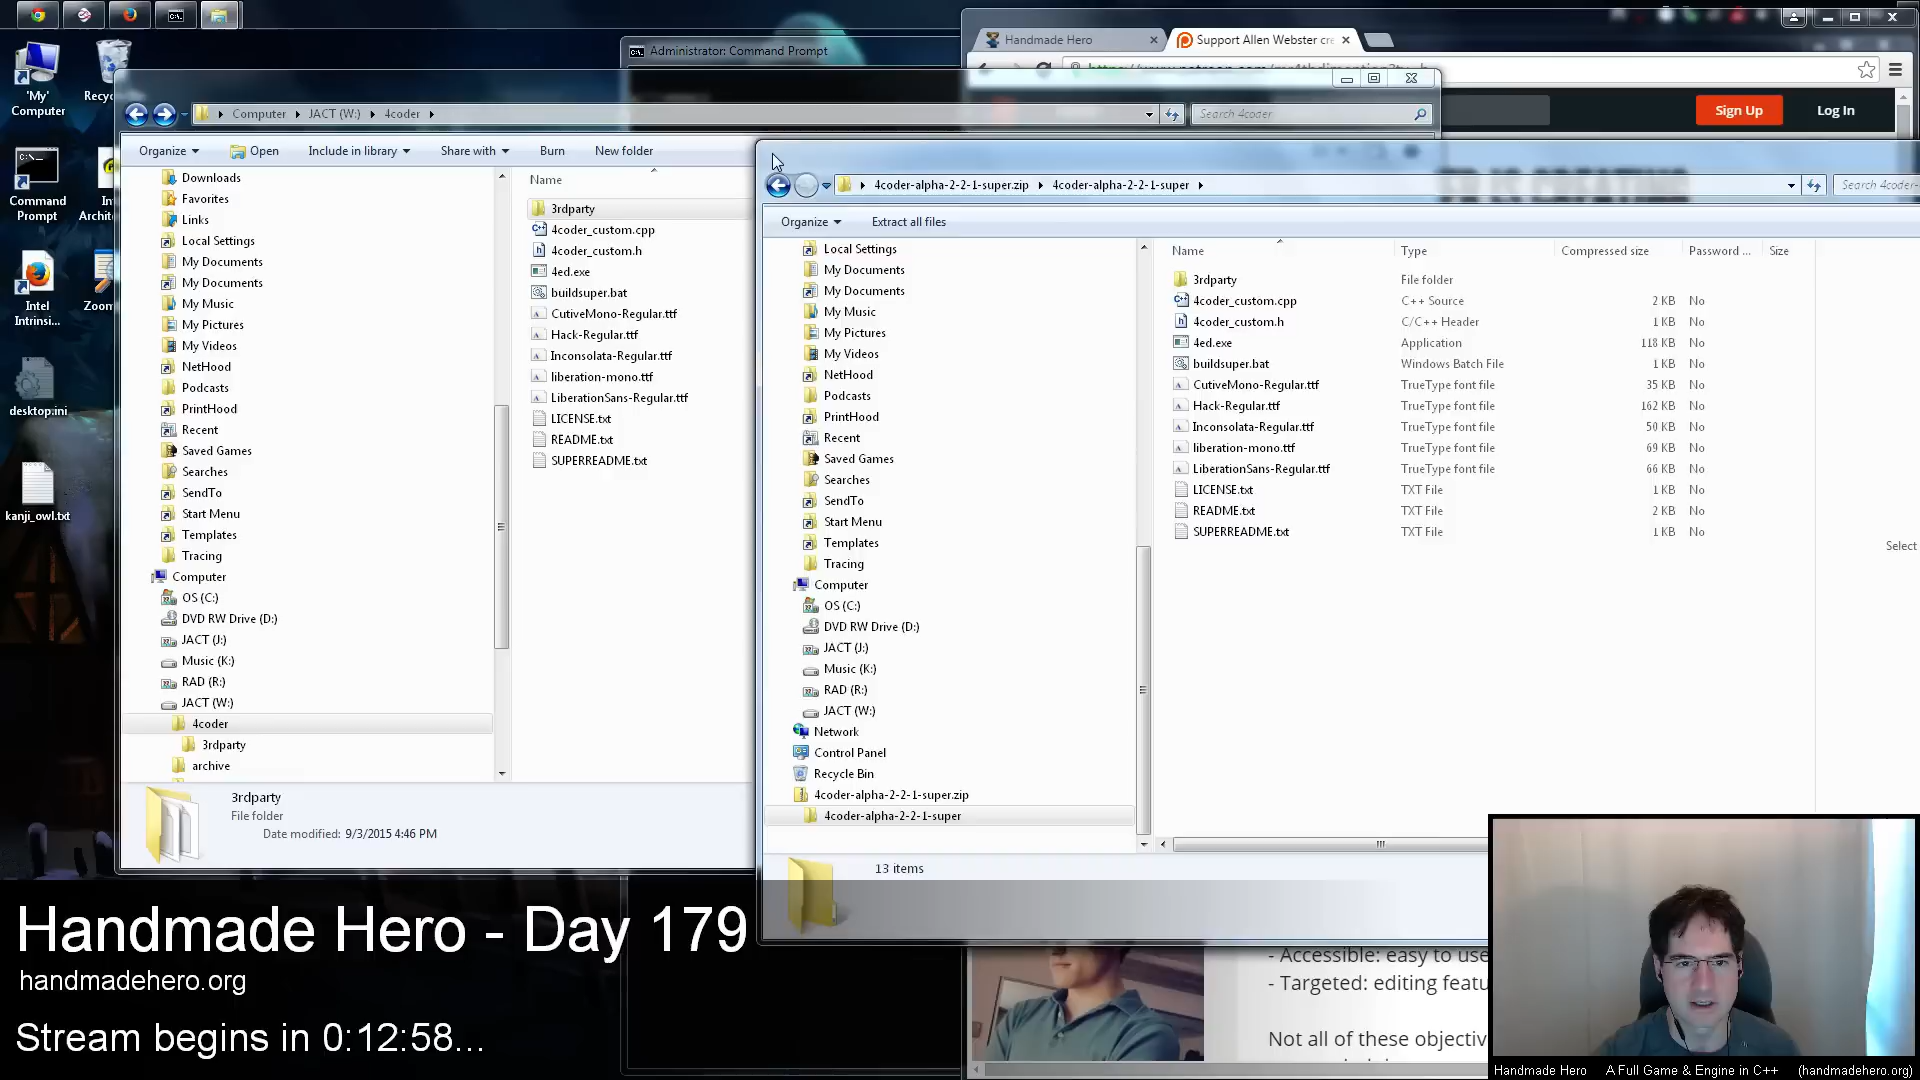 Administrator: Command Prompt
Handmade Hero
Support Allen Webster cre
'My'
Computer
Recyc
Computer
JACT (W:)
4coder
Search 4coder
Sign Up
Log In
Organize
Open
Include in library
Share with
Burn
New folder
Downloads
Favorites
Links
Local Settings
My Documents
My Documents
My Music
My Pictures
My Videos
NetHood
Podcasts
PrintHood
Recent
Saved Games
Searches
SendTo
Start Menu
Templates
Tracing
Computer
OS (C:)
DVD RW Drive (D:)
JACT (J:)
Music (K:)
RAD (R:)
JACT (W:)
4coder
3rdparty
archive
Name
3rdparty
4coder_custom.cpp
4coder_custom.h
4ed.exe
buildsuper.bat
CutiveMono-Regular.ttf
Hack-Regular.ttf
Inconsolata-Regular.ttf
liberation-mono.ttf
LiberationSans-Regular.ttf
LICENSE.txt
README.txt
SUPERREADME.txt
3rdparty
File folder
Date modified: 9/3/2015 4:46 PM
4coder-alpha-2-2-1-super.zip
4coder-alpha-2-2-1-super
Search 4coder-
Organize
Extract all files
Local Settings
My Documents
My Documents
My Music
My Pictures
My Videos
NetHood
Podcasts
PrintHood
Recent
Saved Games
Searches
SendTo
Start Menu
Templates
Tracing
Computer
OS (C:)
DVD RW Drive (D:)
JACT (J:)
Music (K:)
RAD (R:)
JACT (W:)
Network
Control Panel
Recycle Bin
4coder-alpha-2-2-1-super.zip
4coder-alpha-2-2-1-super
Name Type Compressed size Password ... Size
3rdparty File folder
4coder_custom.cpp C++ Source 2 KB No
4coder_custom.h C/C++ Header 1 KB No
4ed.exe Application 118 KB No
buildsuper.bat Windows Batch File 1 KB No
CutiveMono-Regular.ttf TrueType font file 35 KB No
Hack-Regular.ttf TrueType font file 162 KB No
Inconsolata-Regular.ttf TrueType font file 50 KB No
liberation-mono.ttf TrueType font file 69 KB No
LiberationSans-Regular.ttf TrueType font file 66 KB No
LICENSE.txt TXT File 1 KB No
README.txt TXT File 2 KB No
SUPERREADME.txt TXT File 1 KB No
Select
13 items
Command
Prompt
Int
Archit
Intel
Intrinsi...
Zoom
desktop.ini
kanji_owl.txt
- Accessible: easy to use
- Targeted: editing featu
Not all of these objectiv
Handmade Hero - Day 179
handmadehero.org
Stream begins in 0:12:58...
Handmade Hero A Full Game & Engine in C++ (handmadehero.org)